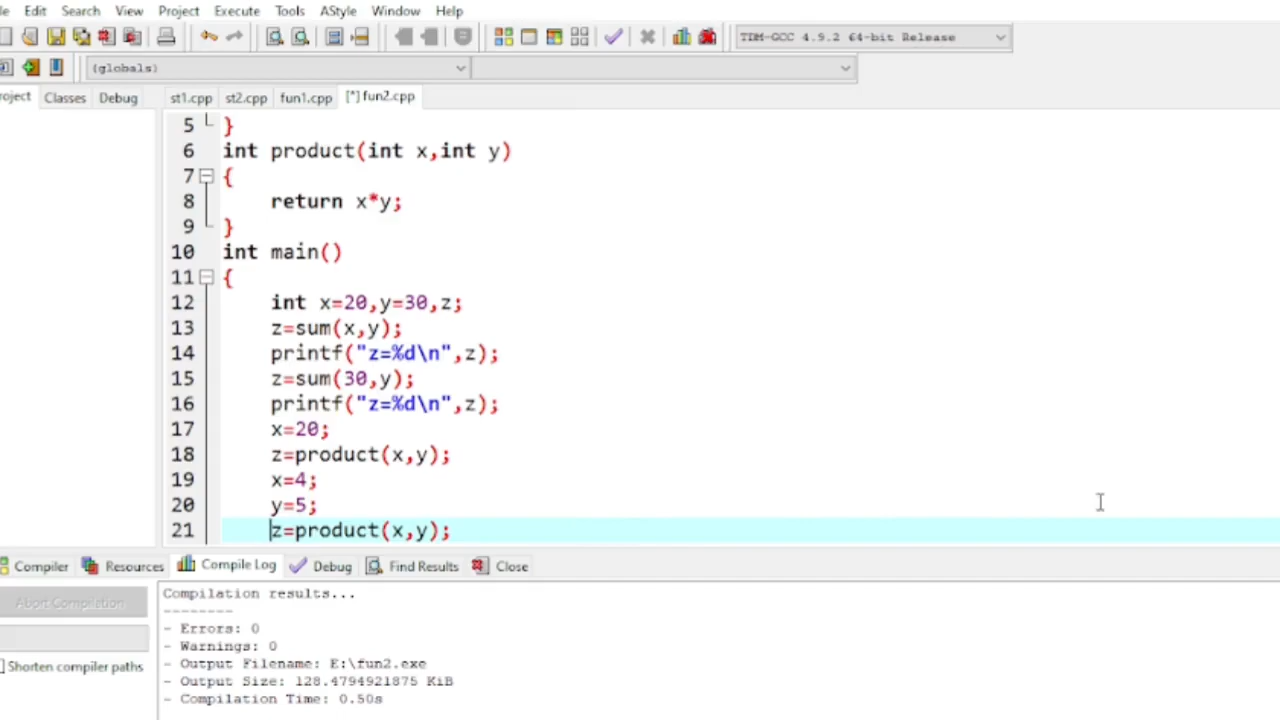 le Edit Search View Project Execute Tools AStyle Window Help
TDM-GCC 4.9.2 64-bit Release
(globals)
roject Classes Debug st1.cpp st2.cpp fun1.cpp [*] fun2.cpp
5 }
6 int product(int x,int y)
7 {
8 return x*y;
9 }
10 int main()
11 {
12 int x=20,y=30,z;
13 z=sum(x,y);
14 printf("z=%d\n",z);
15 z=sum(30,y);
16 printf("z=%d\n",z);
17 x=20;
18 z=product(x,y);
19 x=4;
20 y=5;
21 z=product(x,y);
Compiler Resources Compile Log Debug Find Results Close
Abort Compilation
Shorten compiler paths
Compilation results...
--------
- Errors: 0
- Warnings: 0
- Output Filename: E:\fun2.exe
- Output Size: 128.4794921875 KiB
- Compilation Time: 0.50s